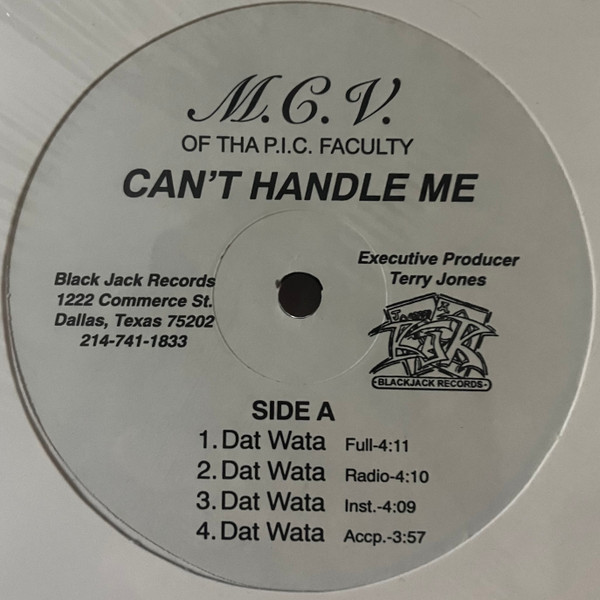 M.C.V.
OF THA P.I.C. FACULTY
CAN'T HANDLE ME
Black Jack Records
1222 Commerce St.
Dallas, Texas 75202
214-741-1833
Executive Producer
Terry Jones
BLACKJACK RECORDS
SIDE A
1. Dat Wata Full-4:11
2. Dat Wata Radio-4:10
3. Dat Wata Inst.-4:09
4. Dat Wata Accp.-3:57